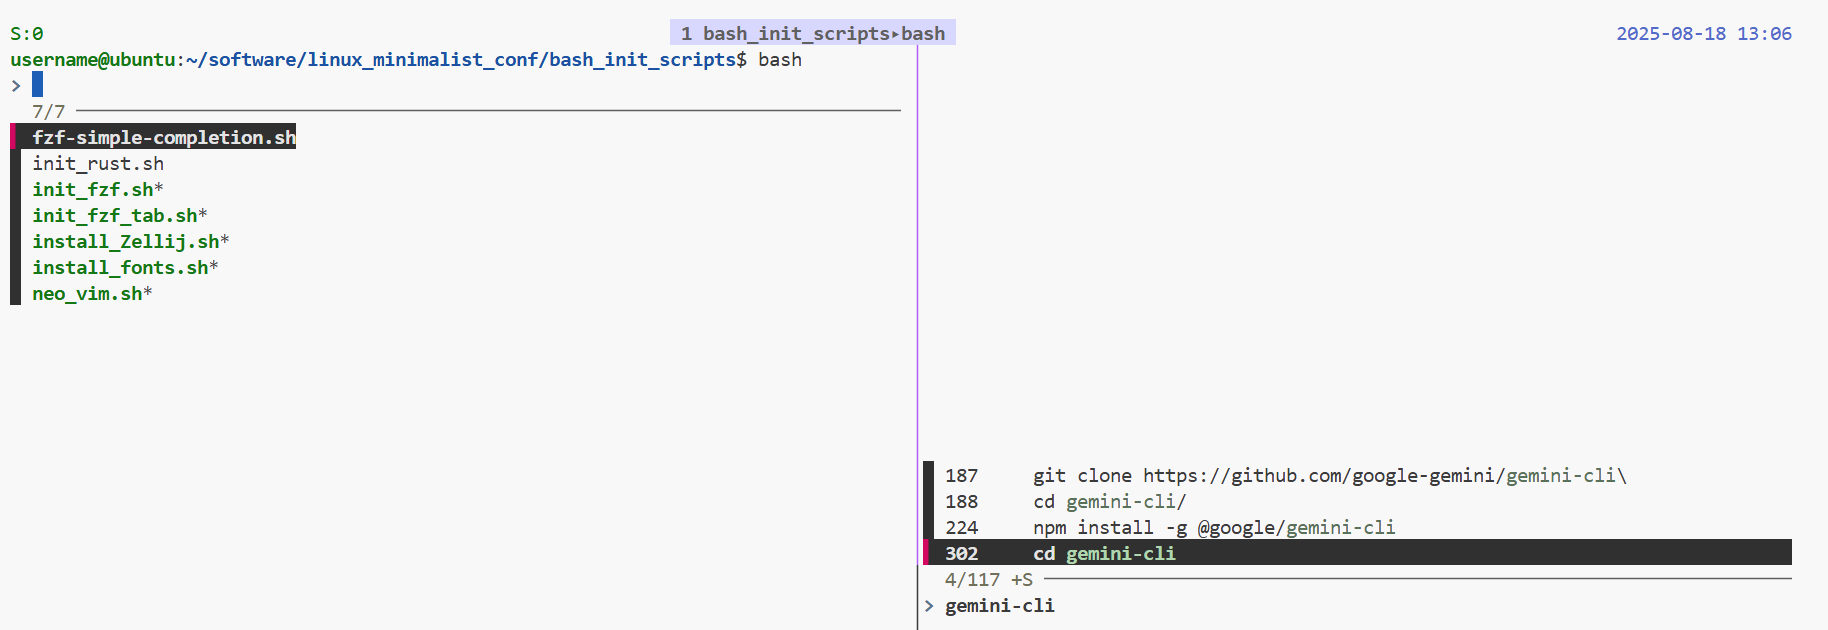 S:0
1 bash_init_scripts▸bash
2025-08-18 13:06
username@ubuntu:~/software/linux_minimalist_conf/bash_init_scripts$ bash
>
7/7
fzf-simple-completion.sh
init_rust.sh
init_fzf.sh*
init_fzf_tab.sh*
install_Zellij.sh*
install_fonts.sh*
neo_vim.sh*
187     git clone https://github.com/google-gemini/gemini-cli\
188     cd gemini-cli/
224     npm install -g @google/gemini-cli
302     cd gemini-cli
4/117 +S
> gemini-cli